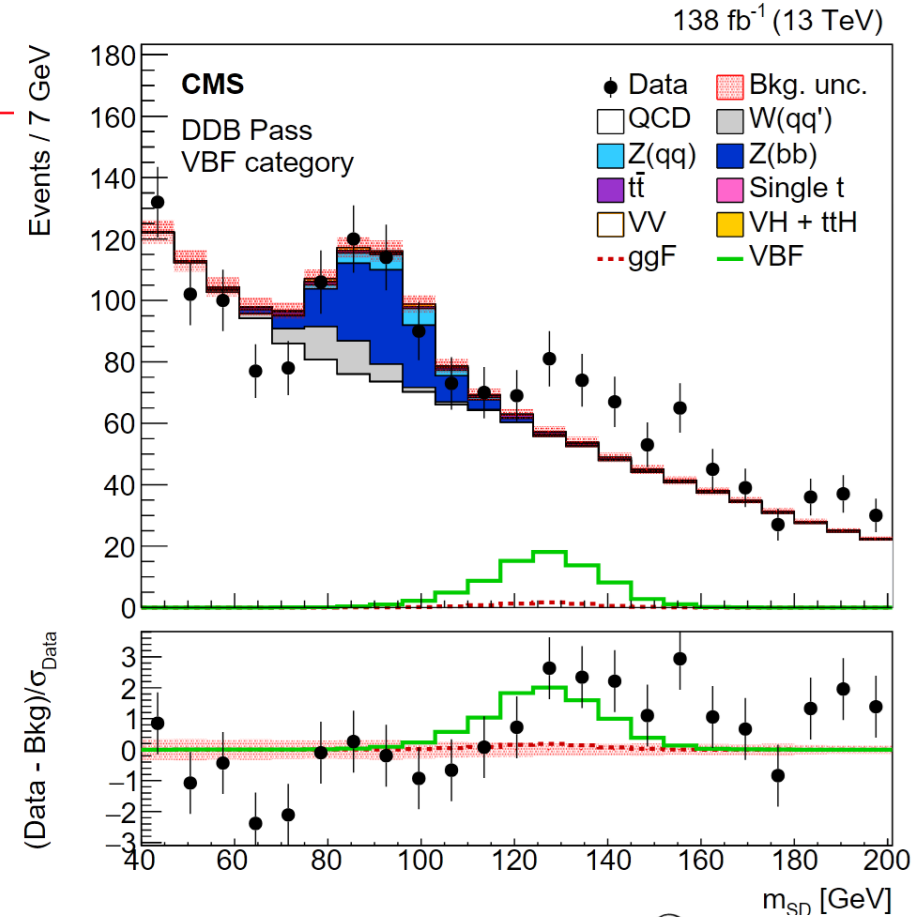 138 fb⁻¹ (13 TeV)
Events / 7 GeV
180
160
140
120
100
80
60
40
20
0
CMS
DDB Pass
VBF category
Data
Bkg. unc.
QCD
W(qq')
Z(qq)
Z(bb)
tt̄
Single t
VV
VH + ttH
ggF
VBF
(Data - Bkg)/σ_Data
3
2
1
0
−1
−2
−3
40 60 80 100 120 140 160 180 200
m_SD [GeV]